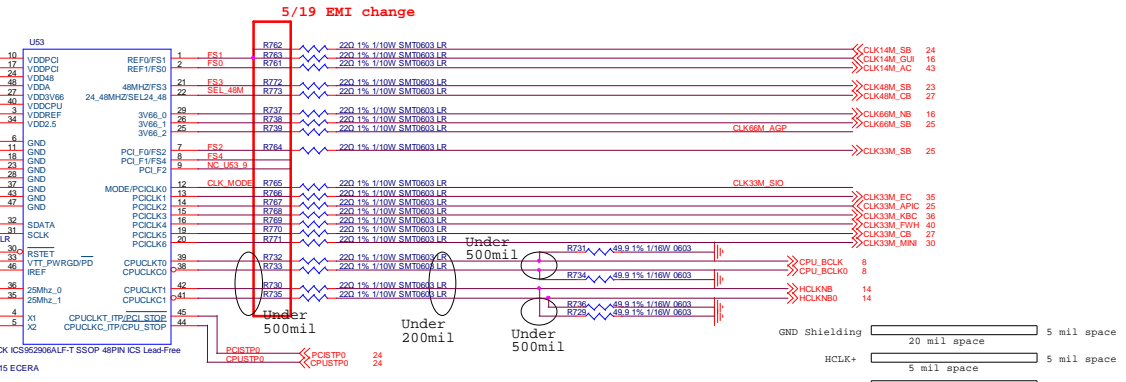 5/19 EMI change
U53
10 VDDPCI REF0/FS1 1 FS1 R762 22Ω 1% 1/10W SMT0603 LR CLK14M_SB 24
17 VDDPCI REF1/FS0 2 FS0 R763 22Ω 1% 1/10W SMT0603 LR CLK14M_GUI 16
24 VDD48 R761 22Ω 1% 1/10W SMT0603 LR CLK14M_AC 43
48 VDDA 48MHZ/FS3 21 FS3 R772 22Ω 1% 1/10W SMT0603 LR CLK48M_SB 23
27 VDD3V66 24_48MHZ/SEL24_48 22 SEL_48M R773 22Ω 1% 1/10W SMT0603 LR CLK48M_CB 27
40 VDDCPU
3 VDDREF 3V66_0 29 R737 22Ω 1% 1/10W SMT0603 LR CLK66M_NB 16
34 VDD2.5 3V66_1 26 R738 22Ω 1% 1/10W SMT0603 LR CLK66M_SB 25
3V66_2 25 R739 22Ω 1% 1/10W SMT0603 LR CLK66M_AGP
6 GND
11 GND PCI_F0/FS2 7 FS2 R764 22Ω 1% 1/10W SMT0603 LR CLK33M_SB 25
18 GND PCI_F1/FS4 8 FS4
23 GND PCI_F2 9 NC_U53_9
28 GND
37 GND MODE/PCICLK0 12 CLK_MODE R765 22Ω 1% 1/10W SMT0603 LR CLK33M_SIO
43 GND PCICLK1 13 R766 22Ω 1% 1/10W SMT0603 LR CLK33M_EC 35
47 GND PCICLK2 14 R767 22Ω 1% 1/10W SMT0603 LR CLK33M_APIC 25
PCICLK3 15 R768 22Ω 1% 1/10W SMT0603 LR CLK33M_KBC 36
32 SDATA PCICLK4 16 R769 22Ω 1% 1/10W SMT0603 LR CLK33M_FWH 40
31 SCLK PCICLK5 19 R770 22Ω 1% 1/10W SMT0603 LR CLK33M_CB 27
LR PCICLK6 20 R771 22Ω 1% 1/10W SMT0603 LR CLK33M_MINI 30
Under
500mil
30 RSTET R731 49.9 1% 1/16W 0603
33 VTT_PWRGD/PD CPUCLKT0 39 R732 22Ω 1% 1/10W SMT0603 LR CPU_BCLK 8
46 IREF CPUCLKC0 38 R733 22Ω 1% 1/10W SMT0603 LR CPU_BCLK0 8
R734 49.9 1% 1/16W 0603
36 25Mhz_0 CPUCLKT1 42 R730 22Ω 1% 1/10W SMT0603 LR HCLKNB 14
35 25Mhz_1 CPUCLKC1 41 R735 22Ω 1% 1/10W SMT0603 LR HCLKNB0 14
R736 49.9 1% 1/16W 0603
4 X1 CPUCLKT_ITP/PCI_STOP 45 R729 49.9 1% 1/16W 0603
5 X2 CPUCLKC_ITP/CPU_STOP 44
Under
500mil
Under
200mil
Under
500mil
CK ICS952906ALF-T SSOP 48PIN ICS Lead-Free
15 ECERA
PCISTP0 PCISTP0 24
CPUSTP0 CPUSTP0 24
GND Shielding 5 mil space
20 mil space
HCLK+ 5 mil space
5 mil space